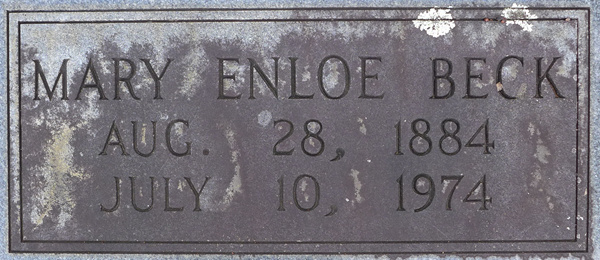 MARY ENLOE BECK
AUG. 28, 1884
JULY 10, 1974